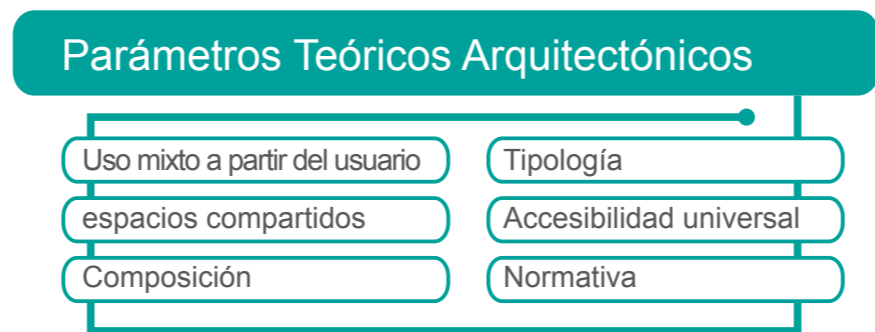 Parámetros Teóricos Arquitectónicos
Uso mixto a partir del usuario
Tipología
espacios compartidos
Accesibilidad universal
Composición
Normativa